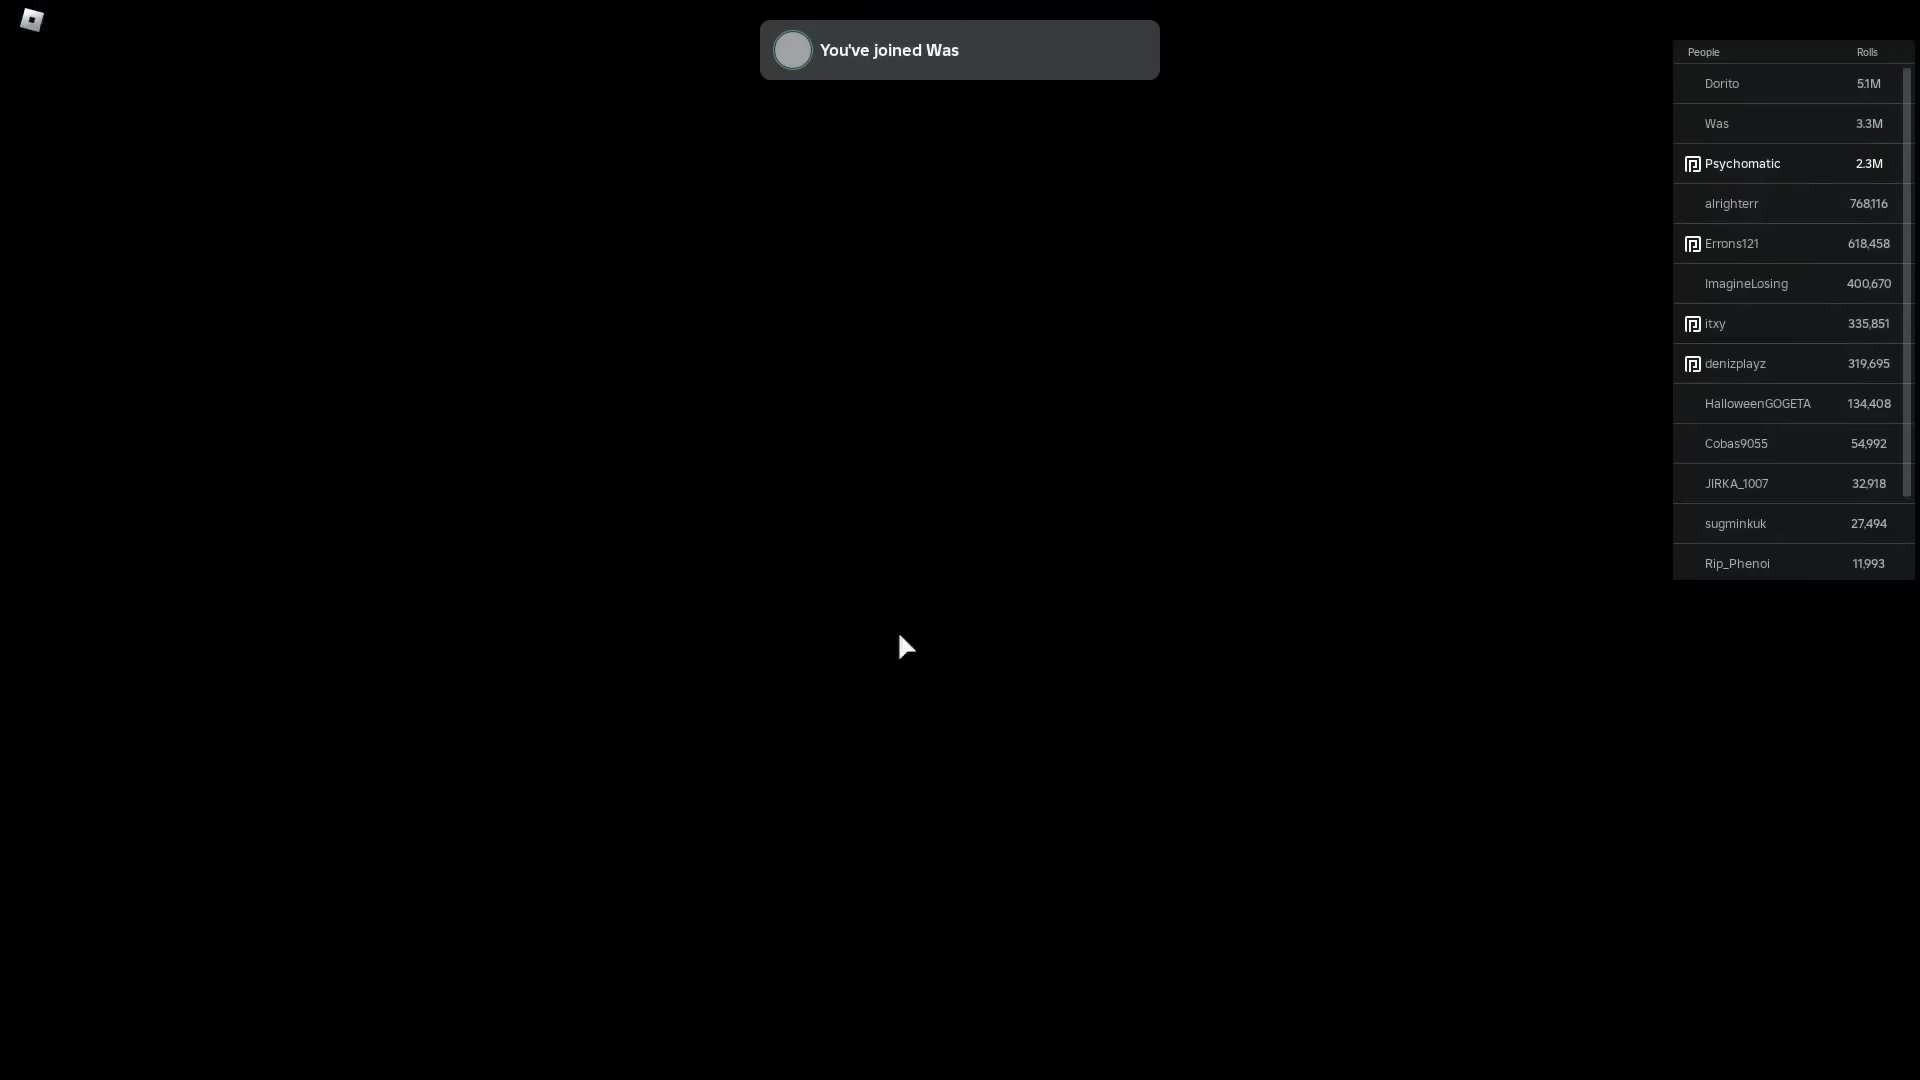 You've joined Was
People Rolls
Dorito 5.1M
Was 3.3M
Psychomatic 2.3M
alrighterr 768,116
Errons121 618,458
ImagineLosing 400,670
itxy 335,851
denizplayz 319,695
HalloweenGOGETA 134,408
Cobas9055 54,992
JIRKA_1007 32,918
sugminkuk 27,494
Rip_Phenoi 11,993